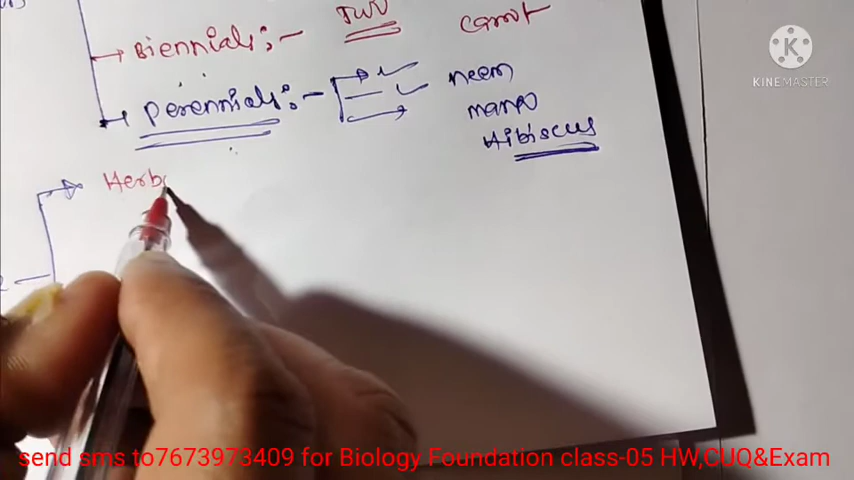 Biennials :- Two Carrot
Perennials :- neem
mango
Hibiscus
Herb
KINEMASTER
send sms to7673973409 for Biology Foundation class-05 HW,CUQ&Exam